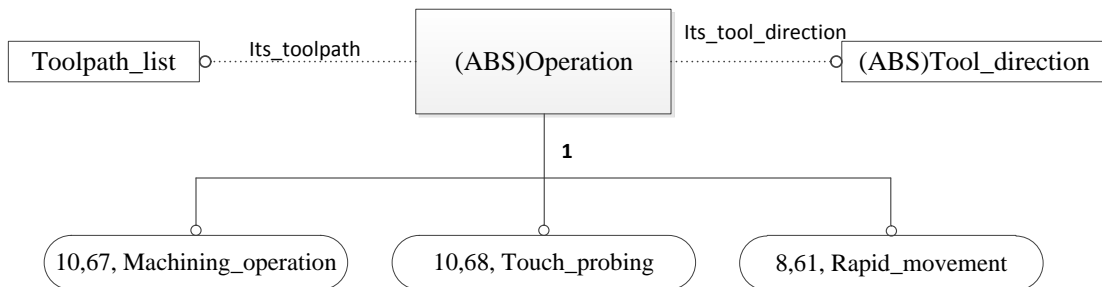 Its_tool_direction
Its_toolpath
Toolpath_list
(ABS)Operation
(ABS)Tool_direction
1
10,67, Machining_operation
10,68, Touch_probing
8,61, Rapid_movement